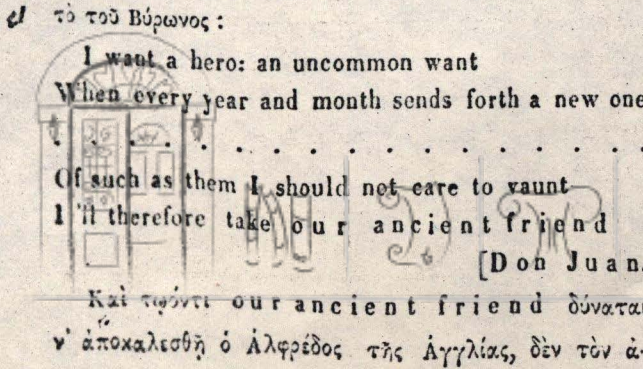 τὸ τοῦ Βύρωνος :
I want a hero: an uncommon want
When every year and month sends forth a new one
. . . . . . . . . . . . . . . .
Of such as them I should not care to vaunt
I 'll therefore take our ancient friend
[Don Juan.
Καὶ τῳόντι our ancient friend δύναται
ν' ἀποκαλεσθῇ ὁ Ἀλφρέδος τῆς Ἀγγλίας, δὲν τὸν ἀ-